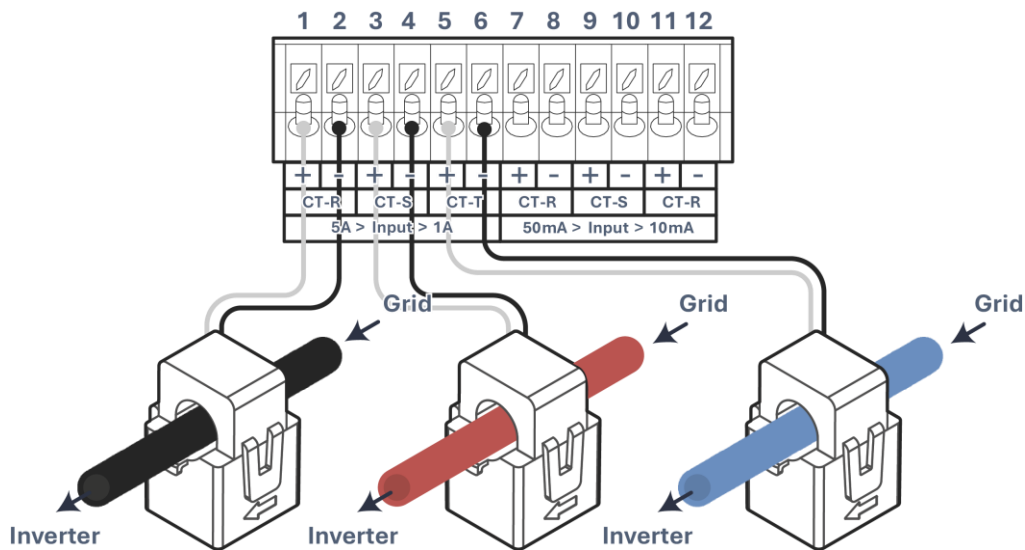 1 2 3 4 5 6 7 8 9 10 11 12
+ - + - + - + - + - + -
CT-R CT-S CT-T CT-R CT-S CT-R
5A > Input > 1A 50mA > Input > 10mA
Grid Grid Grid
Inverter Inverter Inverter